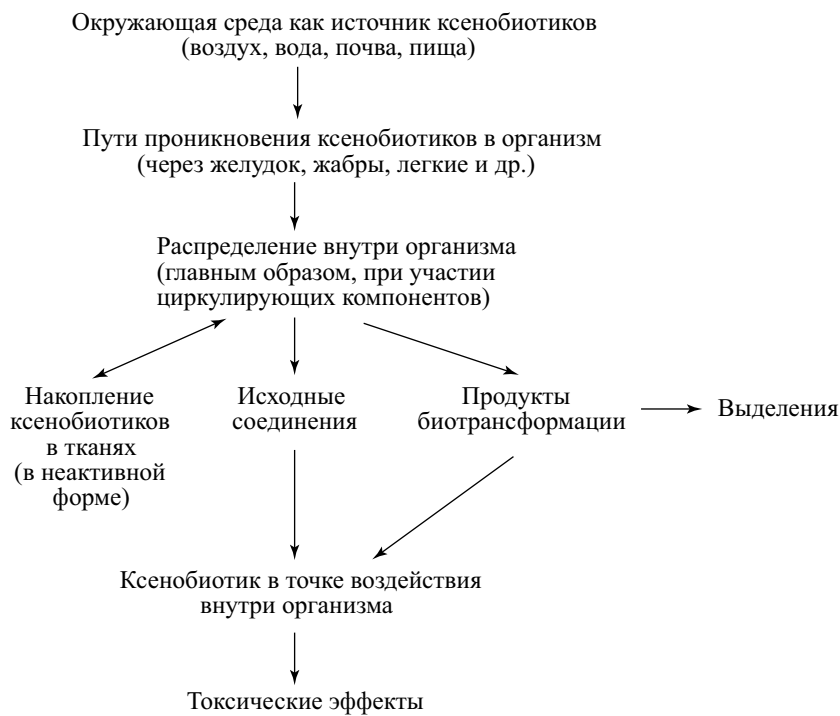 Окружающая среда как источник ксенобиотиков
(воздух, вода, почва, пища)
Пути проникновения ксенобиотиков в организм
(через желудок, жабры, легкие и др.)
Распределение внутри организма
(главным образом, при участии
циркулирующих компонентов)
Накопление
ксенобиотиков
в тканях
(в неактивной
форме)
Исходные
соединения
Продукты
биотрансформации
Выделения
Ксенобиотик в точке воздействия
внутри организма
Токсические эффекты